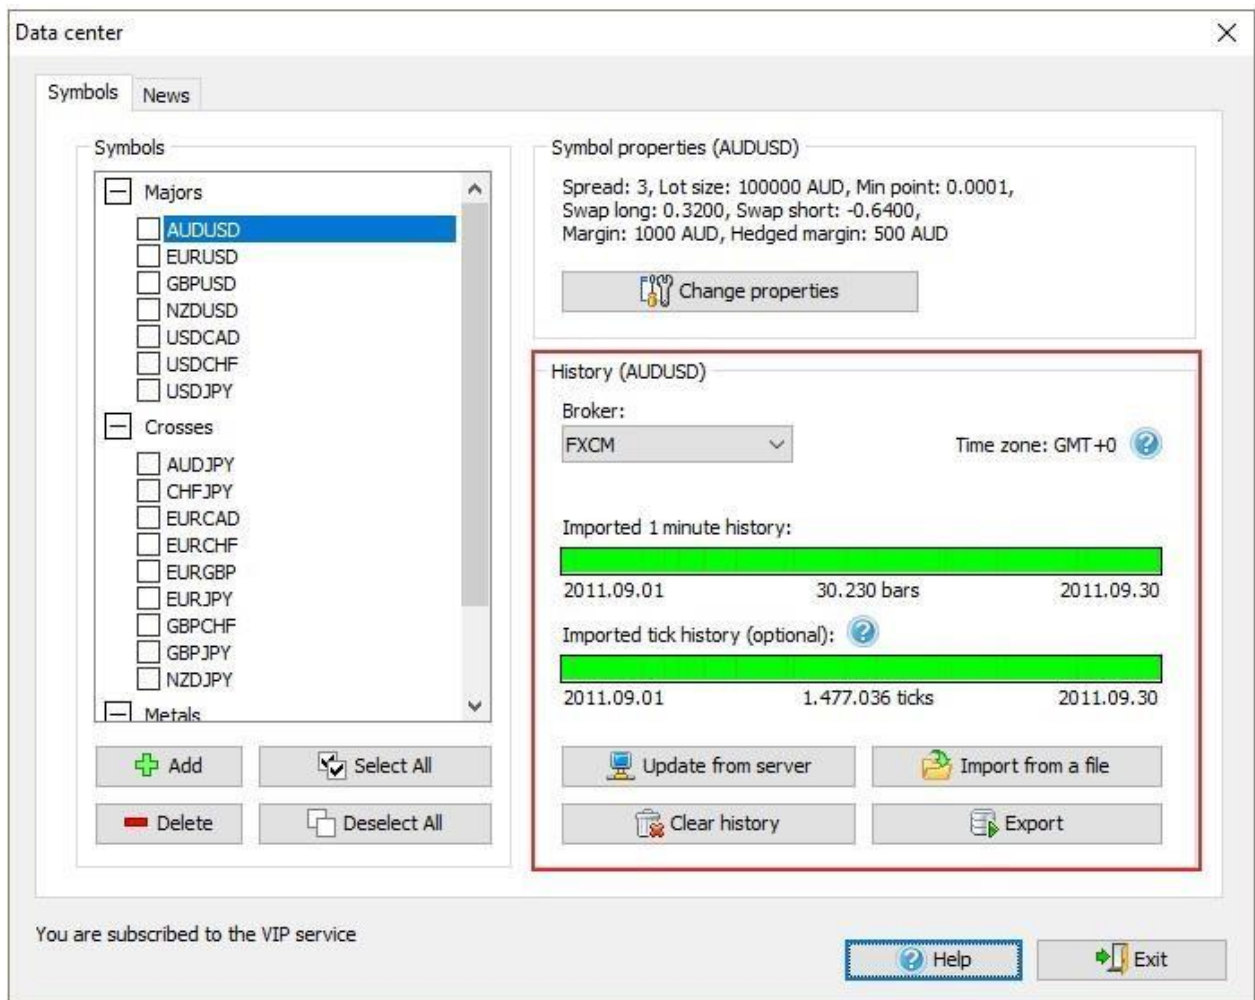 Data center
Symbols
News
Symbols
Majors
AUDUSD
EURUSD
GBPUSD
NZDUSD
USDCAD
USDCHF
USDJPY
Crosses
AUDJPY
CHFJPY
EURCAD
EURCHF
EURGBP
EURJPY
GBPCHF
GBPJPY
NZDJPY
Metals
Add
Select All
Delete
Deselect All
Symbol properties (AUDUSD)
Spread: 3, Lot size: 100000 AUD, Min point: 0.0001,
Swap long: 0.3200, Swap short: -0.6400,
Margin: 1000 AUD, Hedged margin: 500 AUD
Change properties
History (AUDUSD)
Broker:
FXCM
Time zone: GMT+0
Imported 1 minute history:
2011.09.01 30.230 bars 2011.09.30
Imported tick history (optional):
2011.09.01 1.477.036 ticks 2011.09.30
Update from server
Import from a file
Clear history
Export
You are subscribed to the VIP service
Help
Exit